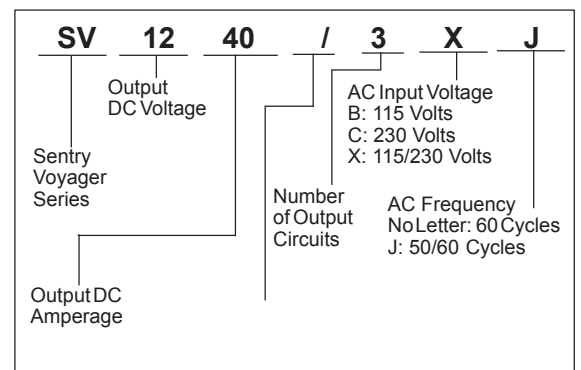 SV 12 40 / 3 X J
Output
DC Voltage
AC Input Voltage
B: 115 Volts
C: 230 Volts
X: 115/230 Volts
Sentry
Voyager
Series
Number
of Output
Circuits
AC Frequency
No Letter: 60 Cycles
J: 50/60 Cycles
Output DC
Amperage